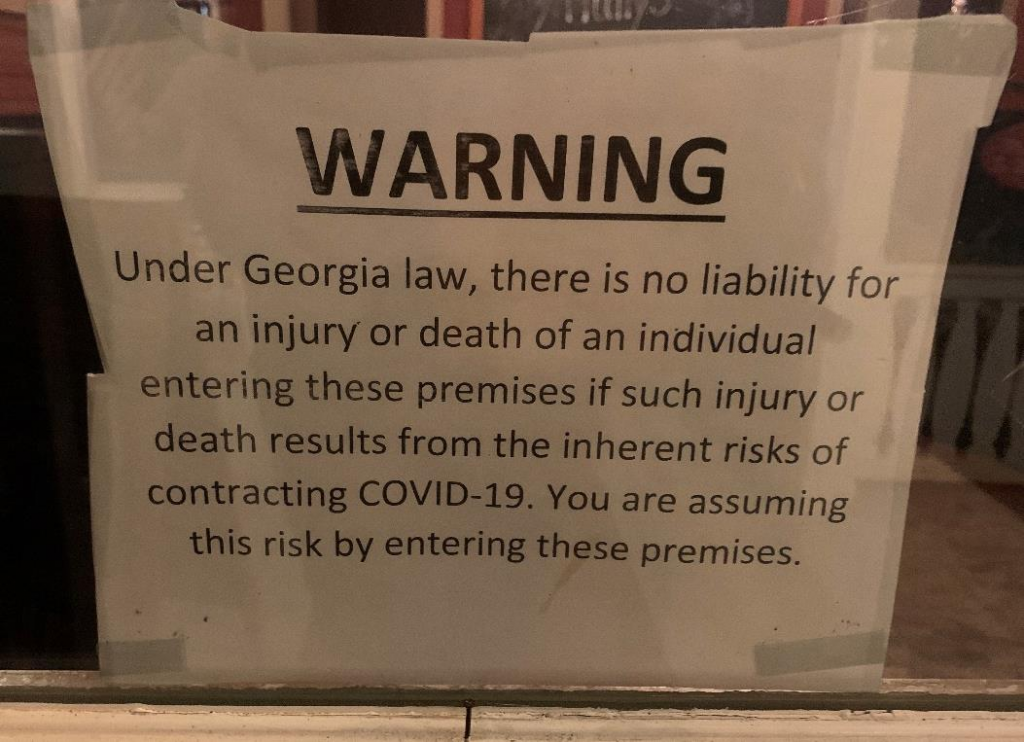 WARNING
Under Georgia law, there is no liability for
an injury or death of an individual
entering these premises if such injury or
death results from the inherent risks of
contracting COVID-19. You are assuming
this risk by entering these premises.